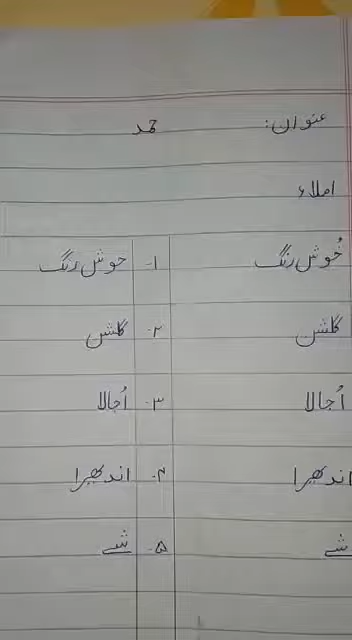 عنوان: حمد
املاء
خُوش رنگ ۱- خوش رنگ
گلشن ۲- گلشن
اُجالا ۳- اُجالا
اندھیرا ۴- اندھیرا
شے ۵- شے